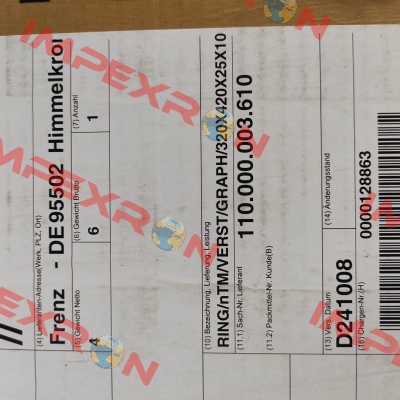 (4) Lieferanten-Adresse(Werk, PLZ, Ort)
Frenz - DE 95502 Himmelkron
(5) Gewicht Netto (6) Gewicht Brutto (7) Anzahl
4 6 1
(10) Bezeichnung, Lieferung, Leistung
RING/nTM/VERST/GRAPH/320X420X25X10
(11.1) Sach-Nr. Lieferant
110.000.003.610
(11.2) Packmittel-Nr. Kunde(B)
(13) Vers. Datum (14) Änderungsstand
D241008
(16) Chargen-Nr.(H) 0000128863
IMPEXRON